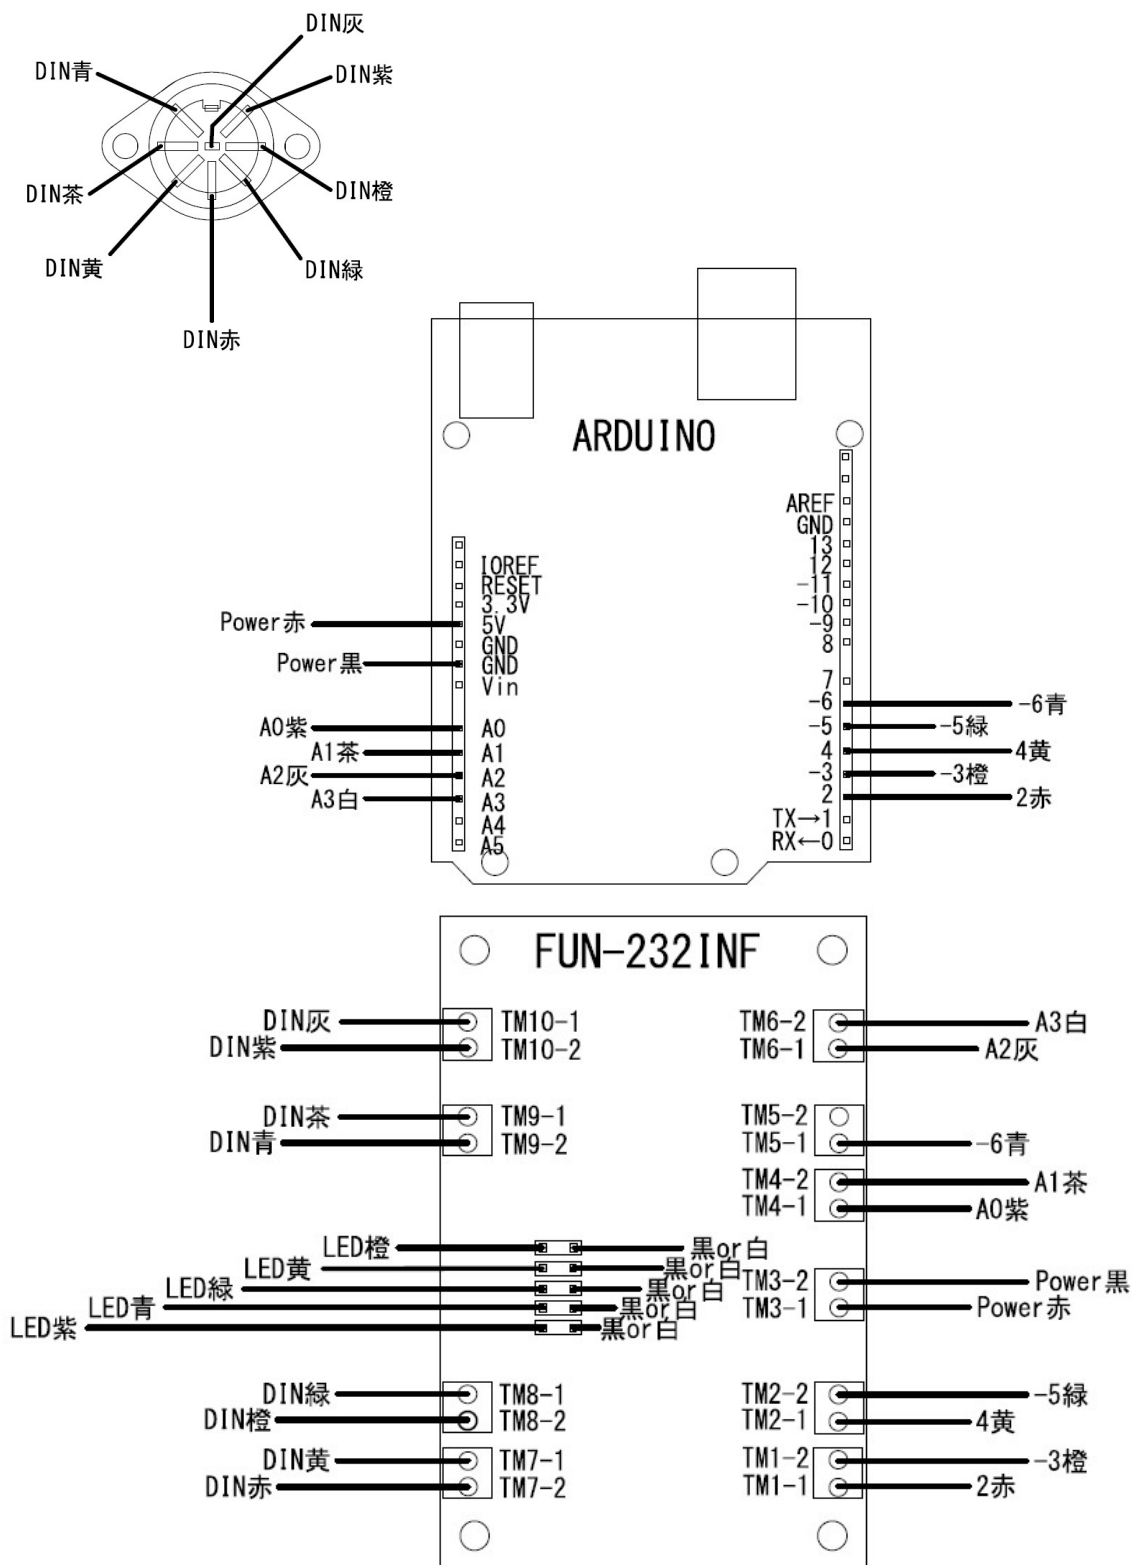 DIN灰
DIN青
DIN紫
DIN茶
DIN橙
DIN黄
DIN緑
DIN赤
ARDUINO
AREF
GND
13
12
-11
-10
-9
8
7
-6
-5
4
-3
2
TX→1
RX←0
IOREF
RESET
3.3V
5V
GND
GND
Vin
A0
A1
A2
A3
A4
A5
Power赤
Power黒
A0紫
A1茶
A2灰
A3白
-6青
-5緑
4黄
-3橙
2赤
FUN-232INF
DIN灰 TM10-1
DIN紫 TM10-2
DIN茶 TM9-1
DIN青 TM9-2
TM6-2 A3白
TM6-1 A2灰
TM5-2
TM5-1 -6青
TM4-2 A1茶
TM4-1 A0紫
LED橙 黒or白
LED黄 黒or白
LED緑 黒or白
LED青 黒or白
LED紫 黒or白
TM3-2 Power黒
TM3-1 Power赤
DIN緑 TM8-1
DIN橙 TM8-2
DIN黄 TM7-1
DIN赤 TM7-2
TM2-2 -5緑
TM2-1 4黄
TM1-2 -3橙
TM1-1 2赤